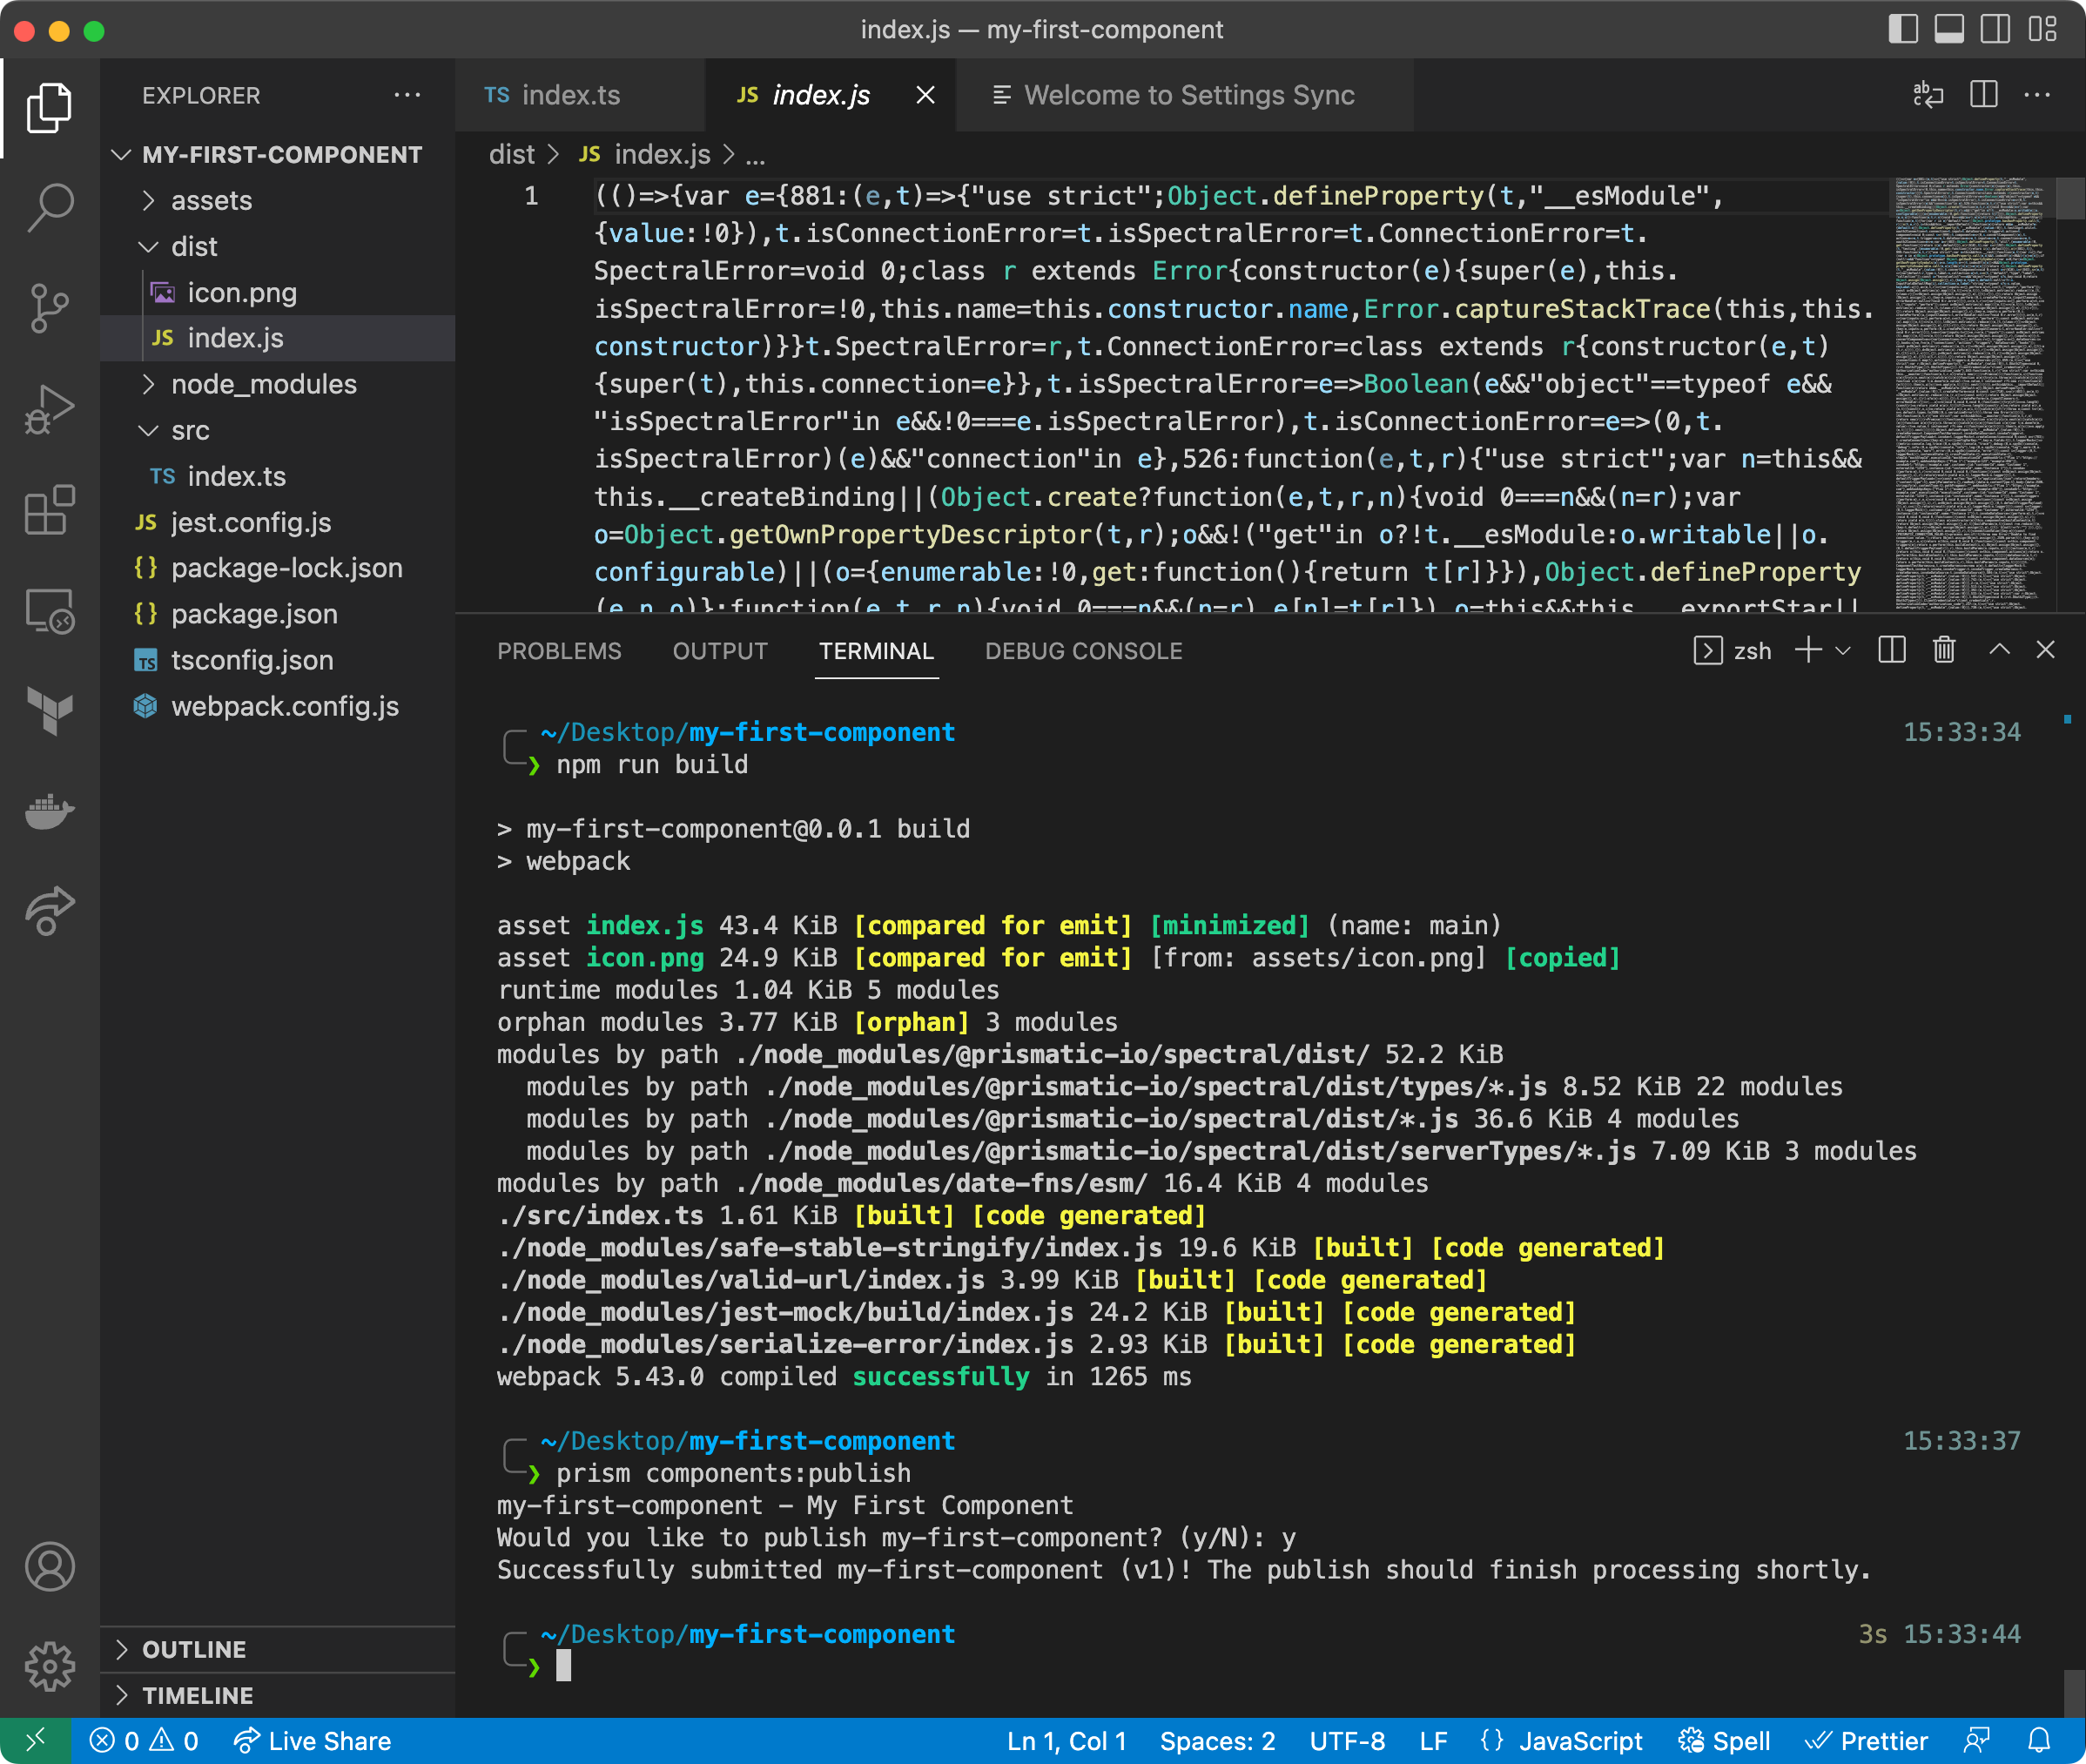 index.js — my-first-component
EXPLORER
MY-FIRST-COMPONENT
assets
dist
icon.png
JS index.js
node_modules
src
TS index.ts
JS jest.config.js
{} package-lock.json
{} package.json
TS tsconfig.json
webpack.config.js
OUTLINE
TIMELINE
TS index.ts
JS index.js
Welcome to Settings Sync
dist > JS index.js > ...
1 (()=>{var e={881:(e,t)=>{"use strict";Object.defineProperty(t,"__esModule",
{value:!0}),t.isConnectionError=t.isSpectralError=t.ConnectionError=t.
SpectralError=void 0;class r extends Error{constructor(e){super(e),this.
isSpectralError=!0,this.name=this.constructor.name,Error.captureStackTrace(this,this.
constructor)}}t.SpectralError=r,t.ConnectionError=class extends r{constructor(e,t)
{super(t),this.connection=e}},t.isSpectralError=e=>Boolean(e&&"object"==typeof e&&
"isSpectralError"in e&&!0===e.isSpectralError),t.isConnectionError=e=>(0,t.
isSpectralError)(e)&&"connection"in e},526:function(e,t,r){"use strict";var n=this&&
this.__createBinding||(Object.create?function(e,t,r,n){void 0===n&&(n=r);var
o=Object.getOwnPropertyDescriptor(t,r);o&&!("get"in o?!t.__esModule:o.writable||o.
configurable)||(o={enumerable:!0,get:function(){return t[r]}}),Object.defineProperty
(e,n,o)}:function(e,t,r,n){void 0===n&&(n=r),e[n]=t[r]}),o=this&&this.__exportStar||
PROBLEMS OUTPUT TERMINAL DEBUG CONSOLE
zsh
~/Desktop/my-first-component 15:33:34
❯ npm run build
> my-first-component@0.0.1 build
> webpack
asset index.js 43.4 KiB [compared for emit] [minimized] (name: main)
asset icon.png 24.9 KiB [compared for emit] [from: assets/icon.png] [copied]
runtime modules 1.04 KiB 5 modules
orphan modules 3.77 KiB [orphan] 3 modules
modules by path ./node_modules/@prismatic-io/spectral/dist/ 52.2 KiB
modules by path ./node_modules/@prismatic-io/spectral/dist/types/*.js 8.52 KiB 22 modules
modules by path ./node_modules/@prismatic-io/spectral/dist/*.js 36.6 KiB 4 modules
modules by path ./node_modules/@prismatic-io/spectral/dist/serverTypes/*.js 7.09 KiB 3 modules
modules by path ./node_modules/date-fns/esm/ 16.4 KiB 4 modules
./src/index.ts 1.61 KiB [built] [code generated]
./node_modules/safe-stable-stringify/index.js 19.6 KiB [built] [code generated]
./node_modules/valid-url/index.js 3.99 KiB [built] [code generated]
./node_modules/jest-mock/build/index.js 24.2 KiB [built] [code generated]
./node_modules/serialize-error/index.js 2.93 KiB [built] [code generated]
webpack 5.43.0 compiled successfully in 1265 ms
~/Desktop/my-first-component 15:33:37
❯ prism components:publish
my-first-component - My First Component
Would you like to publish my-first-component? (y/N): y
Successfully submitted my-first-component (v1)! The publish should finish processing shortly.
~/Desktop/my-first-component 3s 15:33:44
❯
0 0 Live Share Ln 1, Col 1 Spaces: 2 UTF-8 LF {} JavaScript Spell Prettier